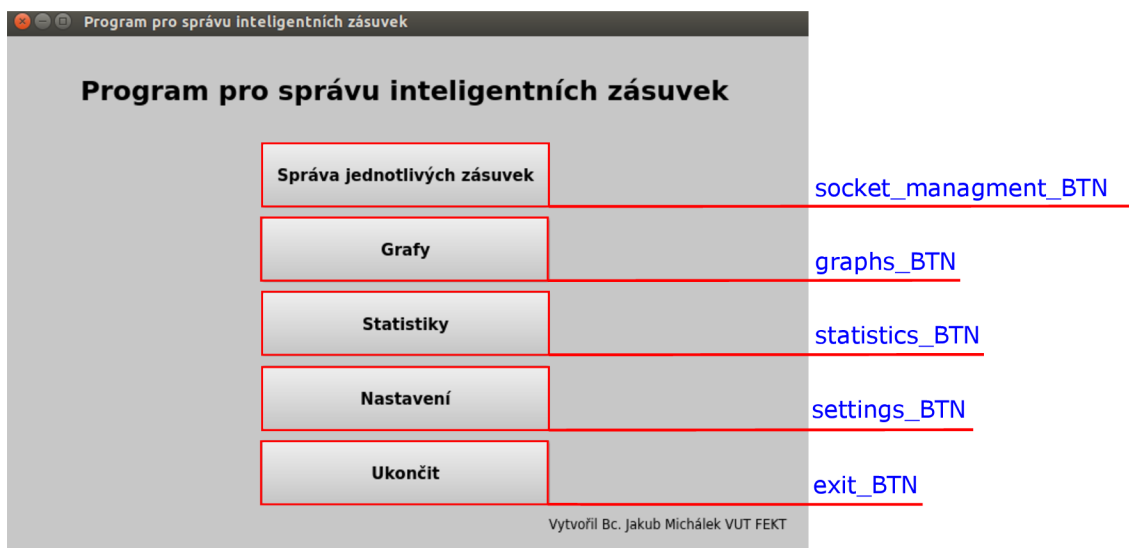 Program pro správu inteligentních zásuvek
Program pro správu inteligentních zásuvek
Správa jednotlivých zásuvek
socket_managment_BTN
Grafy
graphs_BTN
Statistiky
statistics_BTN
Nastavení
settings_BTN
Ukončit
exit_BTN
Vytvořil Bc. Jakub Michálek VUT FEKT